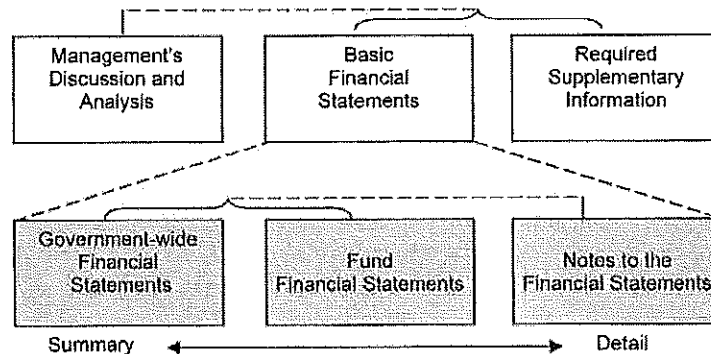 Management's
Discussion and
Analysis
Basic
Financial
Statements
Required
Supplementary
Information
Government-wide
Financial
Statements
Fund
Financial Statements
Notes to the
Financial Statements
Summary
Detail